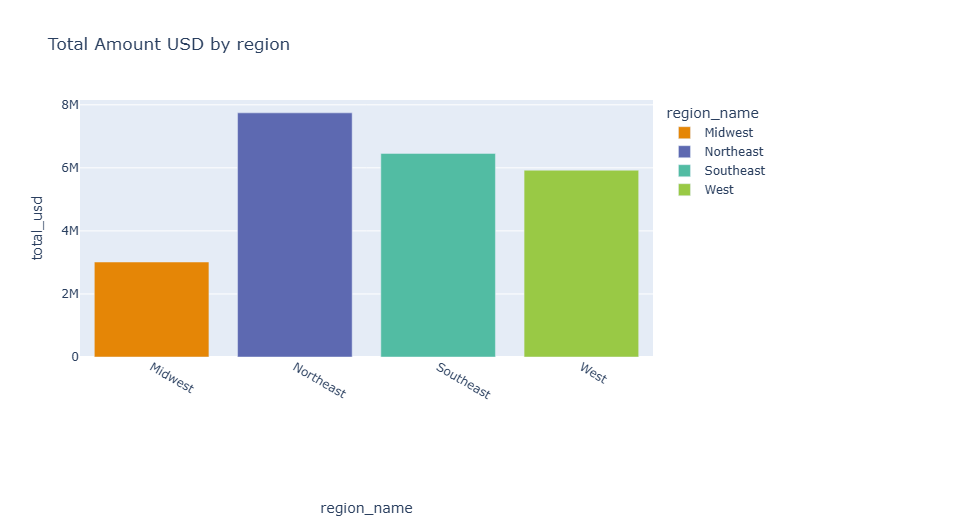 Total Amount USD by region
8M
6M
4M
2M
0
total_usd
Midwest
Northeast
Southeast
West
region_name
region_name
Midwest
Northeast
Southeast
West